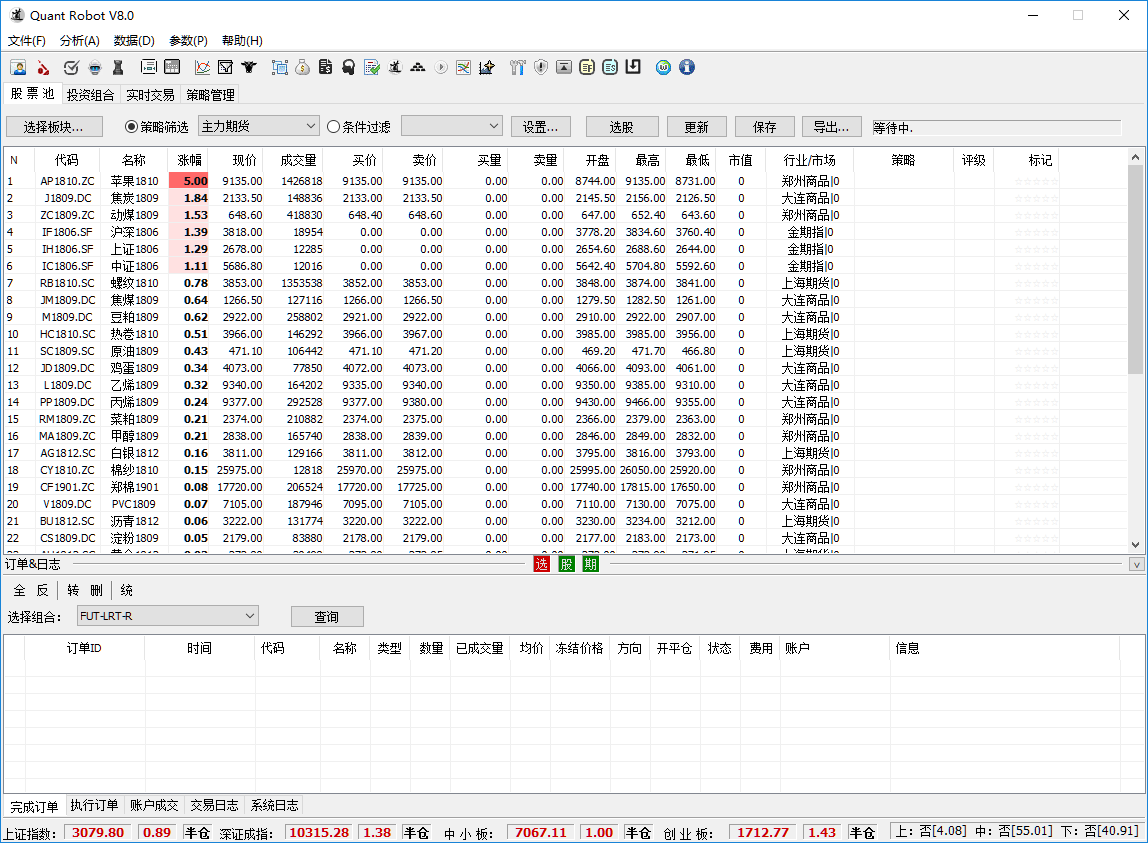 Quant Robot V8.0
文件(F) 分析(A) 数据(D) 参数(P) 帮助(H)
股 票 池 投资组合 实时交易 策略管理
选择板块... 策略筛选 主力期货 条件过滤 设置... 选股 更新 保存 导出... 等待中.
N 代码 名称 涨幅 现价 成交量 买价 卖价 买量 卖量 开盘 最高 最低 市值 行业/市场 策略 评级 标记
1 AP1810.ZC 苹果1810 5.00 9135.00 1426818 9135.00 9135.00 0.00 0.00 8744.00 9135.00 8731.00 0 郑州商品|0 ☆☆☆☆☆
2 J1809.DC 焦炭1809 1.84 2133.50 148836 2133.00 2133.50 0.00 0.00 2145.50 2156.00 2126.50 0 大连商品|0 ☆☆☆☆☆
3 ZC1809.ZC 动煤1809 1.53 648.60 418830 648.40 648.60 0.00 0.00 647.00 652.40 643.60 0 郑州商品|0 ☆☆☆☆☆
4 IF1806.SF 沪深1806 1.39 3818.00 18954 0.00 0.00 0.00 0.00 3778.20 3834.60 3760.40 0 金期指|0 ☆☆☆☆☆
5 IH1806.SF 上证1806 1.29 2678.00 12285 0.00 0.00 0.00 0.00 2654.60 2688.60 2644.00 0 金期指|0 ☆☆☆☆☆
6 IC1806.SF 中证1806 1.11 5686.80 12016 0.00 0.00 0.00 0.00 5642.40 5704.80 5592.60 0 金期指|0 ☆☆☆☆☆
7 RB1810.SC 螺纹1810 0.78 3853.00 1353538 3852.00 3853.00 0.00 0.00 3848.00 3874.00 3841.00 0 上海期货|0 ☆☆☆☆☆
8 JM1809.DC 焦煤1809 0.64 1266.50 127116 1266.00 1266.50 0.00 0.00 1279.50 1282.50 1261.00 0 大连商品|0 ☆☆☆☆☆
9 M1809.DC 豆粕1809 0.62 2922.00 258802 2921.00 2922.00 0.00 0.00 2910.00 2922.00 2907.00 0 大连商品|0 ☆☆☆☆☆
10 HC1810.SC 热卷1810 0.51 3966.00 146292 3966.00 3967.00 0.00 0.00 3985.00 3985.00 3956.00 0 上海期货|0 ☆☆☆☆☆
11 SC1809.SC 原油1809 0.43 471.10 106442 471.10 471.20 0.00 0.00 469.20 471.70 466.80 0 上海期货|0 ☆☆☆☆☆
12 JD1809.DC 鸡蛋1809 0.34 4073.00 77850 4072.00 4073.00 0.00 0.00 4066.00 4093.00 4061.00 0 大连商品|0 ☆☆☆☆☆
13 L1809.DC 乙烯1809 0.32 9340.00 164202 9335.00 9340.00 0.00 0.00 9350.00 9385.00 9310.00 0 大连商品|0 ☆☆☆☆☆
14 PP1809.DC 丙烯1809 0.24 9377.00 292528 9377.00 9380.00 0.00 0.00 9430.00 9466.00 9355.00 0 大连商品|0 ☆☆☆☆☆
15 RM1809.ZC 菜粕1809 0.21 2374.00 210882 2374.00 2375.00 0.00 0.00 2366.00 2379.00 2363.00 0 郑州商品|0 ☆☆☆☆☆
16 MA1809.ZC 甲醇1809 0.21 2838.00 165740 2838.00 2839.00 0.00 0.00 2846.00 2849.00 2832.00 0 郑州商品|0 ☆☆☆☆☆
17 AG1812.SC 白银1812 0.16 3811.00 129166 3811.00 3812.00 0.00 0.00 3795.00 3816.00 3793.00 0 上海期货|0 ☆☆☆☆☆
18 CY1810.ZC 棉纱1810 0.15 25975.00 12818 25970.00 25975.00 0.00 0.00 25995.00 26050.00 25920.00 0 郑州商品|0 ☆☆☆☆☆
19 CF1901.ZC 郑棉1901 0.08 17720.00 206524 17720.00 17725.00 0.00 0.00 17740.00 17815.00 17650.00 0 郑州商品|0 ☆☆☆☆☆
20 V1809.DC PVC1809 0.07 7105.00 187946 7095.00 7105.00 0.00 0.00 7110.00 7130.00 7075.00 0 大连商品|0 ☆☆☆☆☆
21 BU1812.SC 沥青1812 0.06 3222.00 131774 3220.00 3222.00 0.00 0.00 3230.00 3234.00 3212.00 0 上海期货|0 ☆☆☆☆☆
22 CS1809.DC 淀粉1809 0.05 2179.00 83880 2178.00 2179.00 0.00 0.00 2177.00 2183.00 2173.00 0 大连商品|0 ☆☆☆☆☆
订单&日志 选 股 期
全 反 转 删 统
选择组合: FUT-LRT-R 查询
订单ID 时间 代码 名称 类型 数量 已成交量 均价 冻结价格 方向 开平仓 状态 费用 账户 信息
完成订单 执行订单 账户成交 交易日志 系统日志
上证指数: 3079.80 0.89 半仓 深证成指: 10315.28 1.38 半仓 中 小 板: 7067.11 1.00 半仓 创 业 板: 1712.77 1.43 半仓 上: 否[4.08] 中: 否[55.01] 下: 否[40.91]